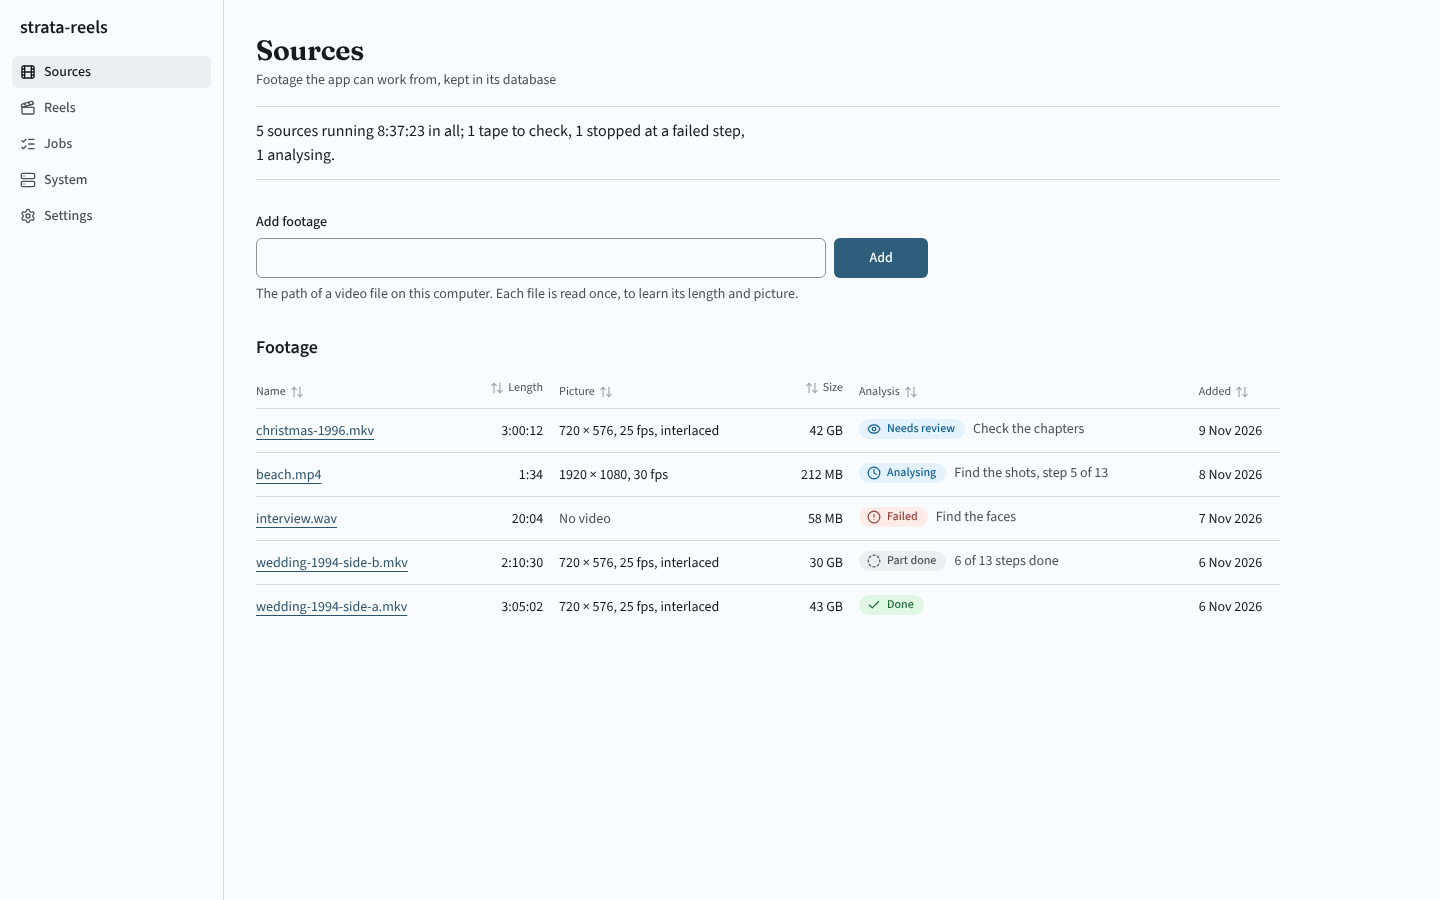 strata-reels
Sources
Reels
Jobs
System
Settings
Sources
Footage the app can work from, kept in its database
5 sources running 8:37:23 in all; 1 tape to check, 1 stopped at a failed step,
1 analysing.
Add footage
Add
The path of a video file on this computer. Each file is read once, to learn its length and picture.
Footage
Name Length Picture Size Analysis Added
christmas-1996.mkv 3:00:12 720 × 576, 25 fps, interlaced 42 GB Needs review Check the chapters 9 Nov 2026
beach.mp4 1:34 1920 × 1080, 30 fps 212 MB Analysing Find the shots, step 5 of 13 8 Nov 2026
interview.wav 20:04 No video 58 MB Failed Find the faces 7 Nov 2026
wedding-1994-side-b.mkv 2:10:30 720 × 576, 25 fps, interlaced 30 GB Part done 6 of 13 steps done 6 Nov 2026
wedding-1994-side-a.mkv 3:05:02 720 × 576, 25 fps, interlaced 43 GB Done 6 Nov 2026